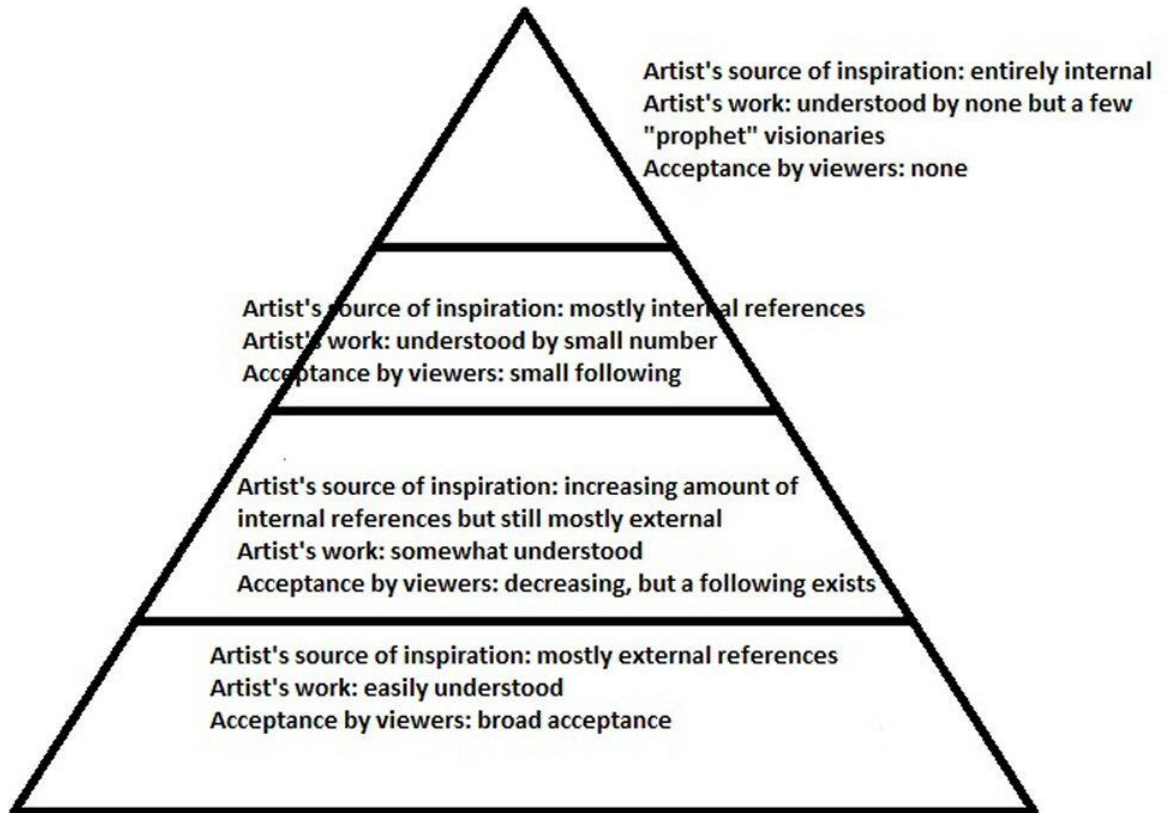 Artist's source of inspiration: entirely internal
Artist's work: understood by none but a few
"prophet" visionaries
Acceptance by viewers: none
Artist's source of inspiration: mostly internal references
Artist's work: understood by small number
Acceptance by viewers: small following
Artist's source of inspiration: increasing amount of
internal references but still mostly external
Artist's work: somewhat understood
Acceptance by viewers: decreasing, but a following exists
Artist's source of inspiration: mostly external references
Artist's work: easily understood
Acceptance by viewers: broad acceptance